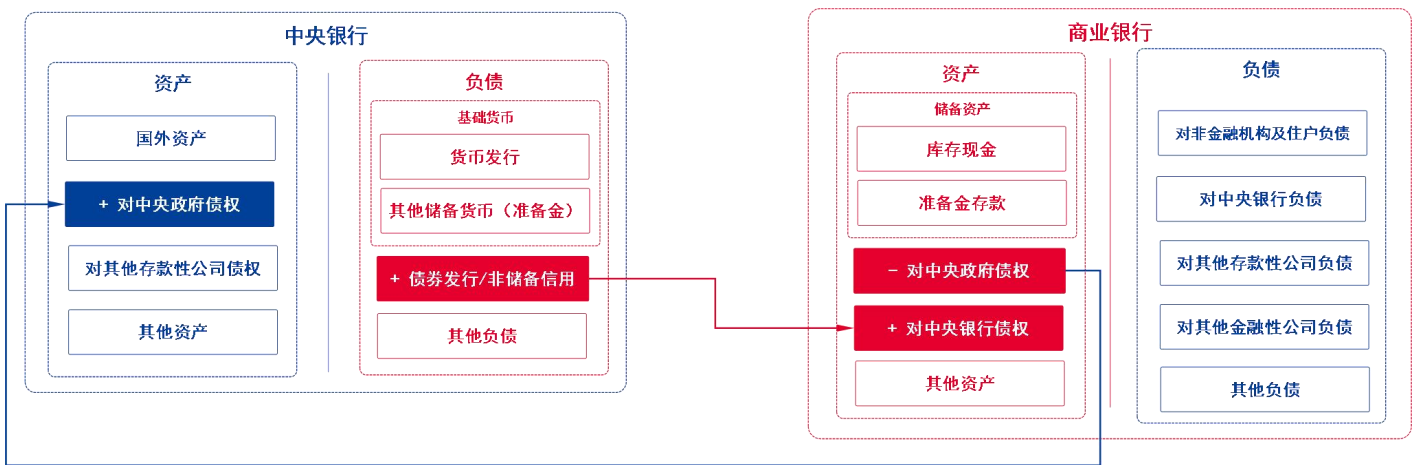 中央银行
资产
国外资产
+ 对中央政府债权
对其他存款性公司债权
其他资产
负债
基础货币
货币发行
其他储备货币（准备金）
+ 债券发行/非储备信用
其他负债
商业银行
资产
储备资产
库存现金
准备金存款
- 对中央政府债权
+ 对中央银行债权
其他资产
负债
对非金融机构及住户负债
对中央银行负债
对其他存款性公司负债
对其他金融性公司负债
其他负债